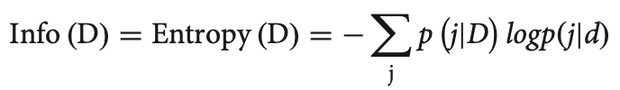 Info (D) = Entropy (D) = − ∑ p (j|D) logp(j|d)
j